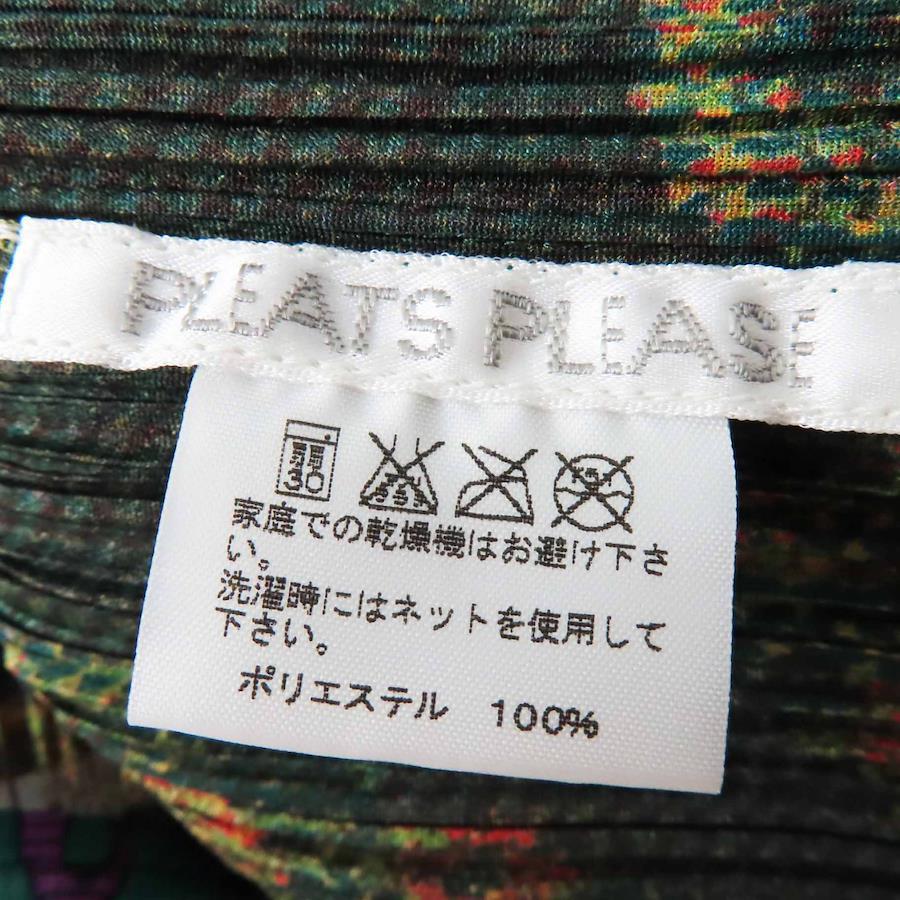 PLEATS PLEASE
30
家庭での乾燥機はお避け下さ
い。
洗濯時にはネットを使用して
下さい。
ポリエステル 100%